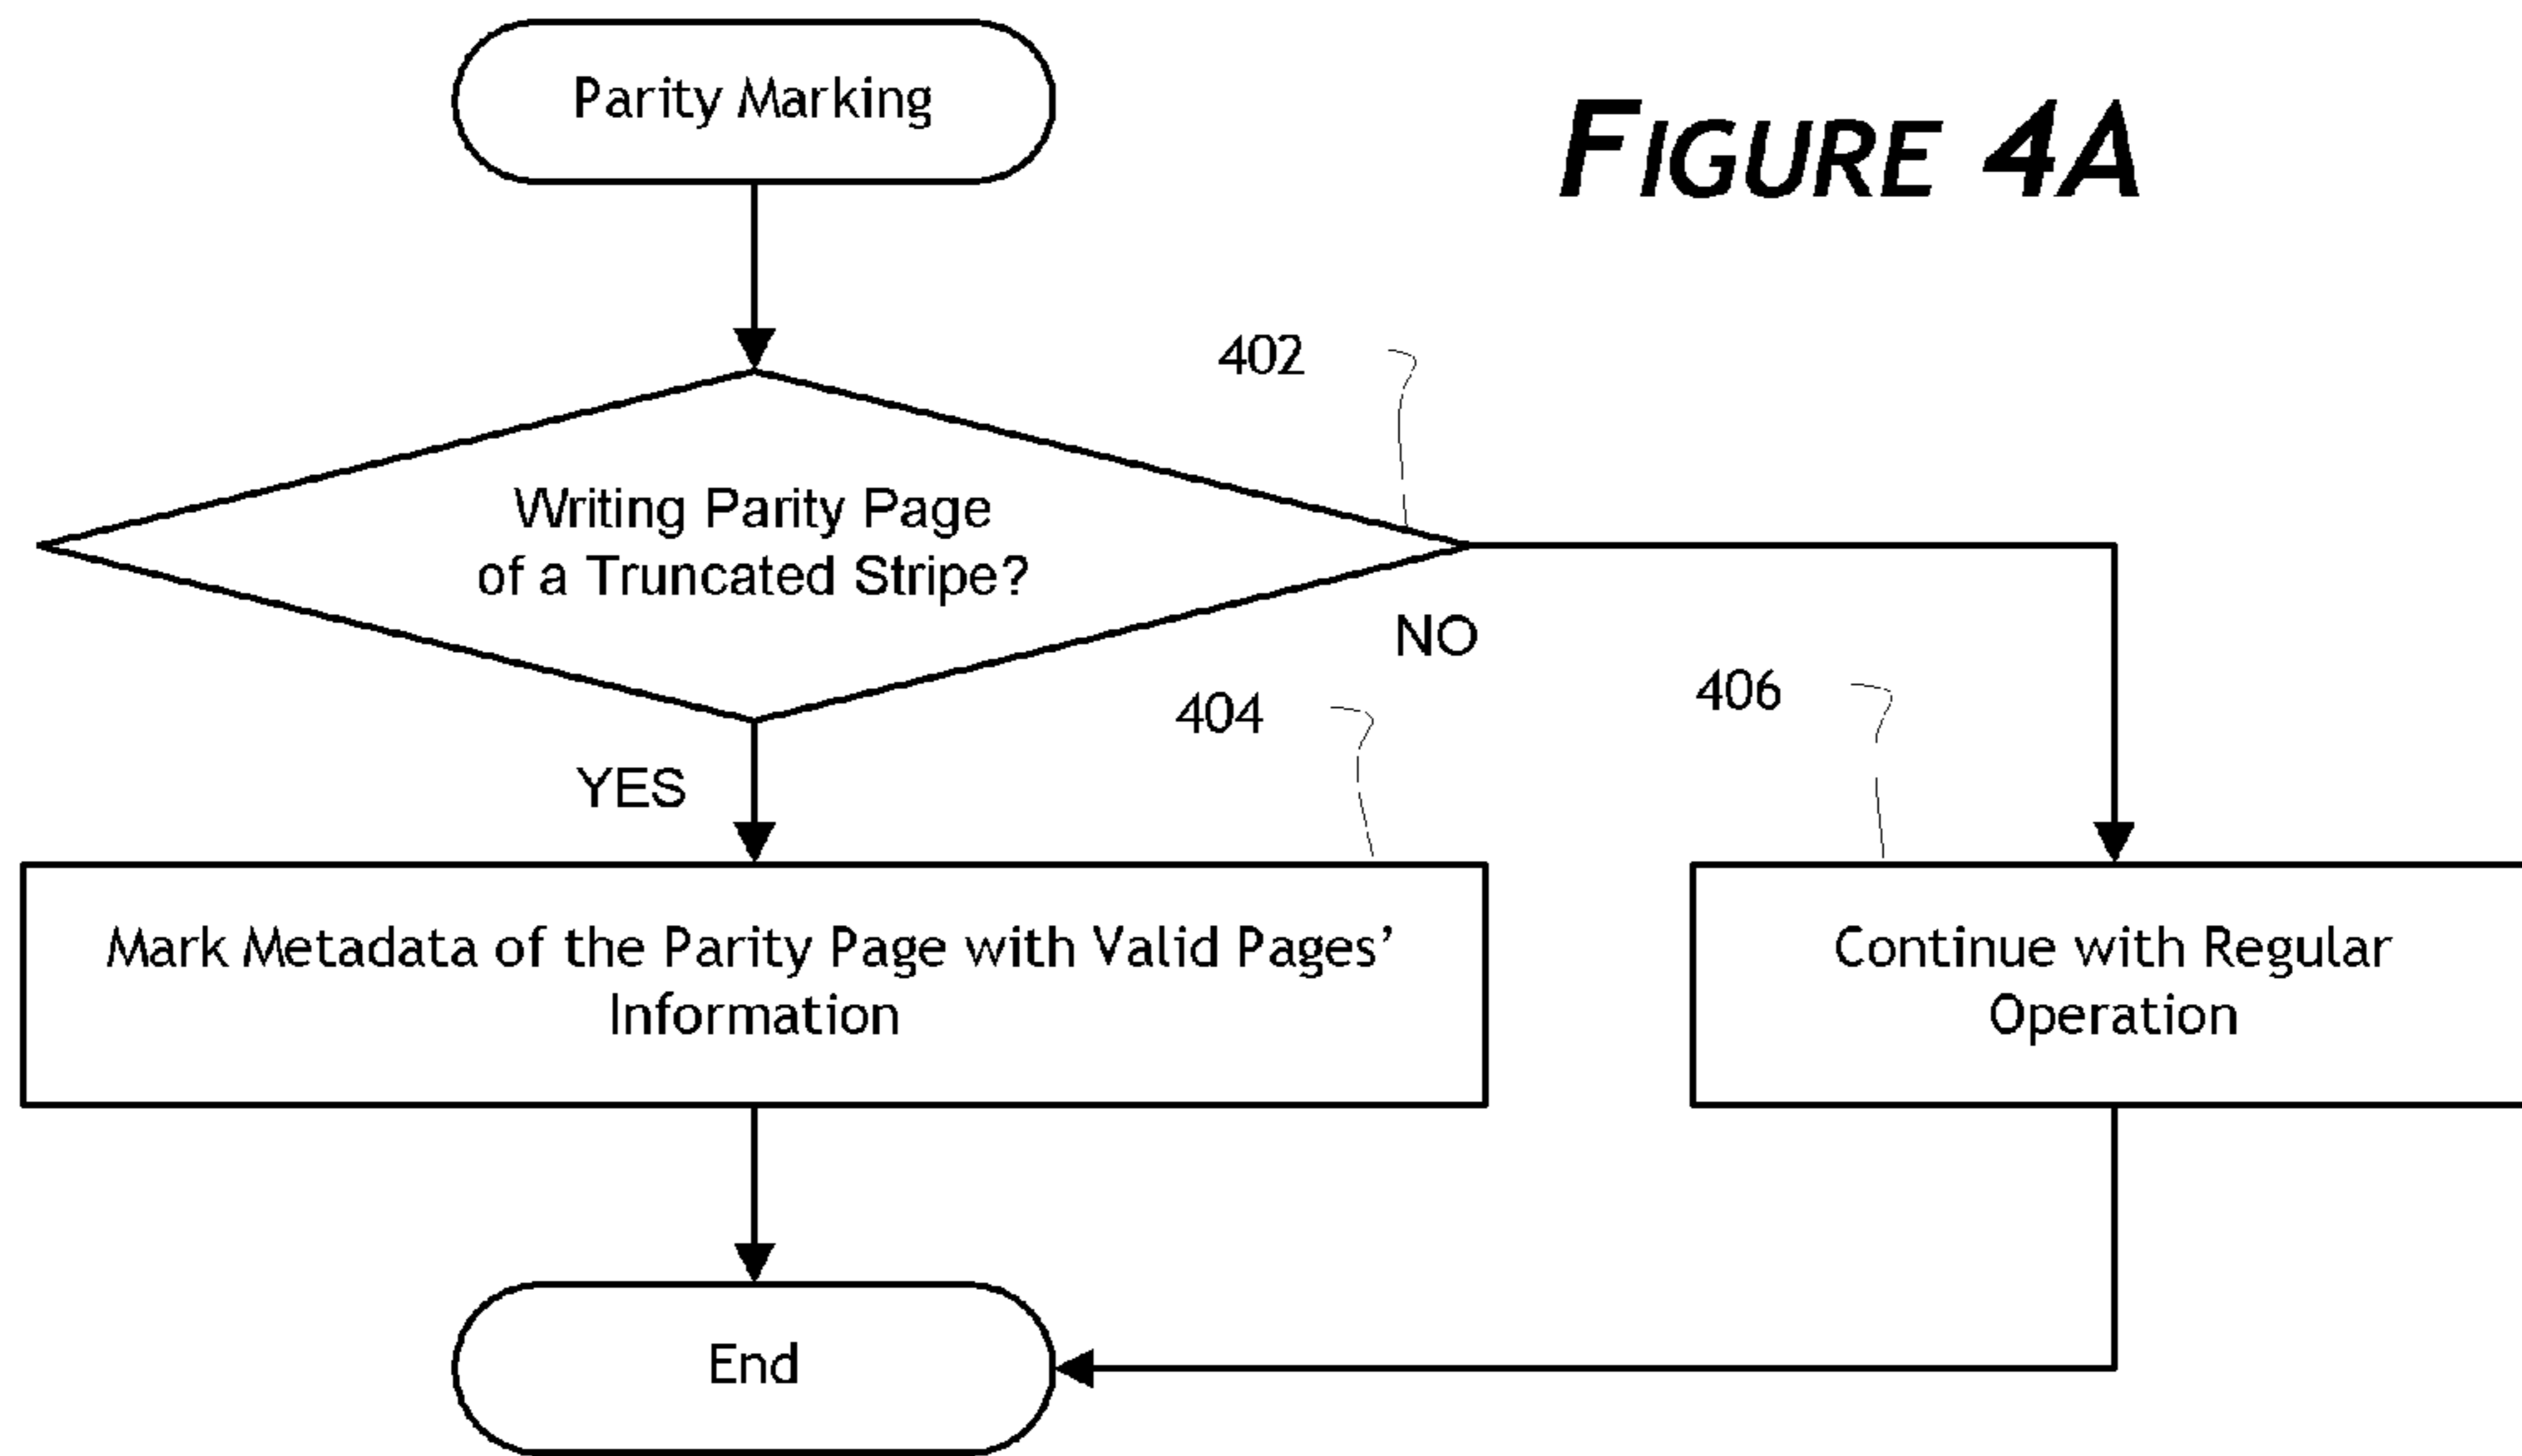 Parity Marking
FIGURE 4A
402
Writing Parity Page
of a Truncated Stripe?
NO
404
406
YES
Mark Metadata of the Parity Page with Valid Pages’
Information
Continue with Regular
Operation
End